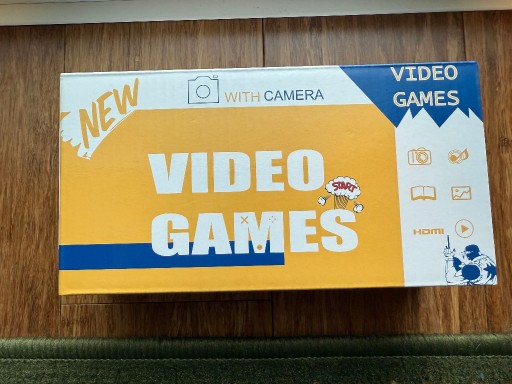 NEW
WITH CAMERA
VIDEO
GAMES
START
VIDEO
GAMES
HDMI